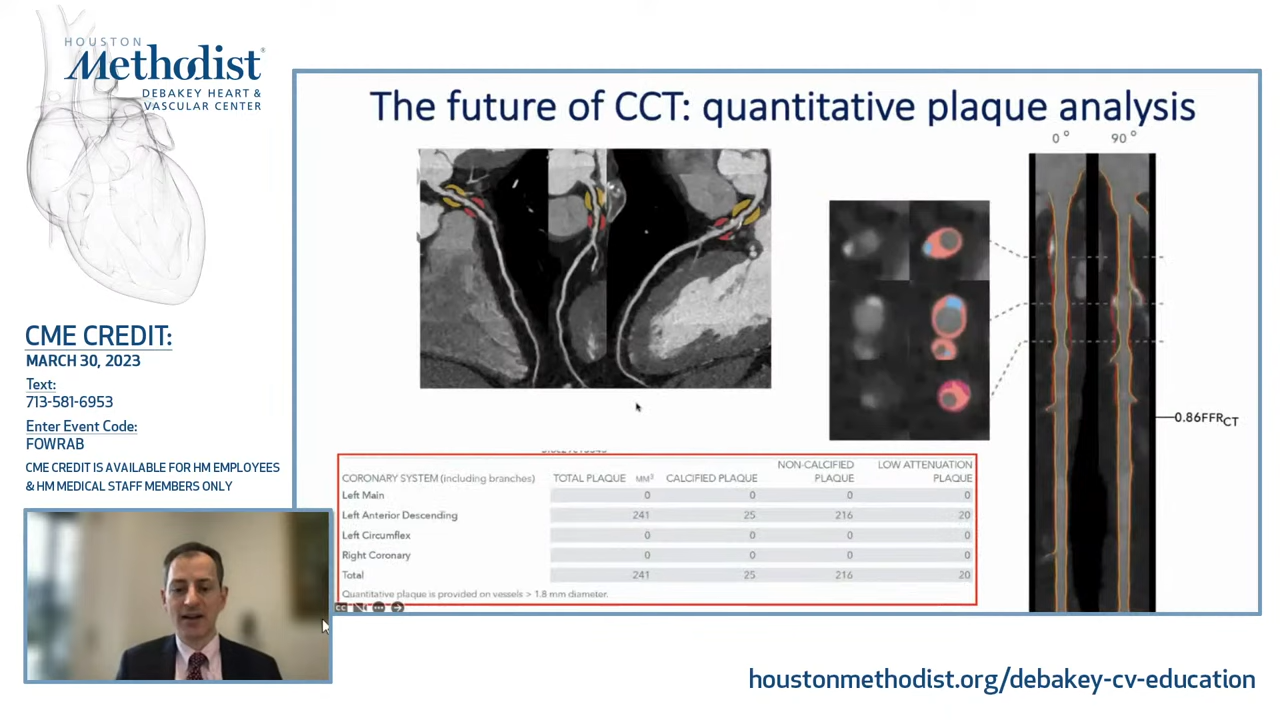 HOUSTON
Methodist®
DEBAKEY HEART &
VASCULAR CENTER
CME CREDIT:
MARCH 30, 2023
Text:
713-581-6953
Enter Event Code:
FOWRAB
CME CREDIT IS AVAILABLE FOR HM EMPLOYEES
& HM MEDICAL STAFF MEMBERS ONLY
The future of CCT: quantitative plaque analysis
0° 90°
0.86FFRCT
CORONARY SYSTEM (including branches) TOTAL PLAQUE MM³ CALCIFIED PLAQUE NON-CALCIFIED PLAQUE LOW ATTENUATION PLAQUE
Left Main 0 0 0 0
Left Anterior Descending 241 25 216 20
Left Circumflex 0 0 0 0
Right Coronary 0 0 0 0
Total 241 25 216 20
Quantitative plaque is provided on vessels > 1.8 mm diameter.
CC
houstonmethodist.org/debakey-cv-education